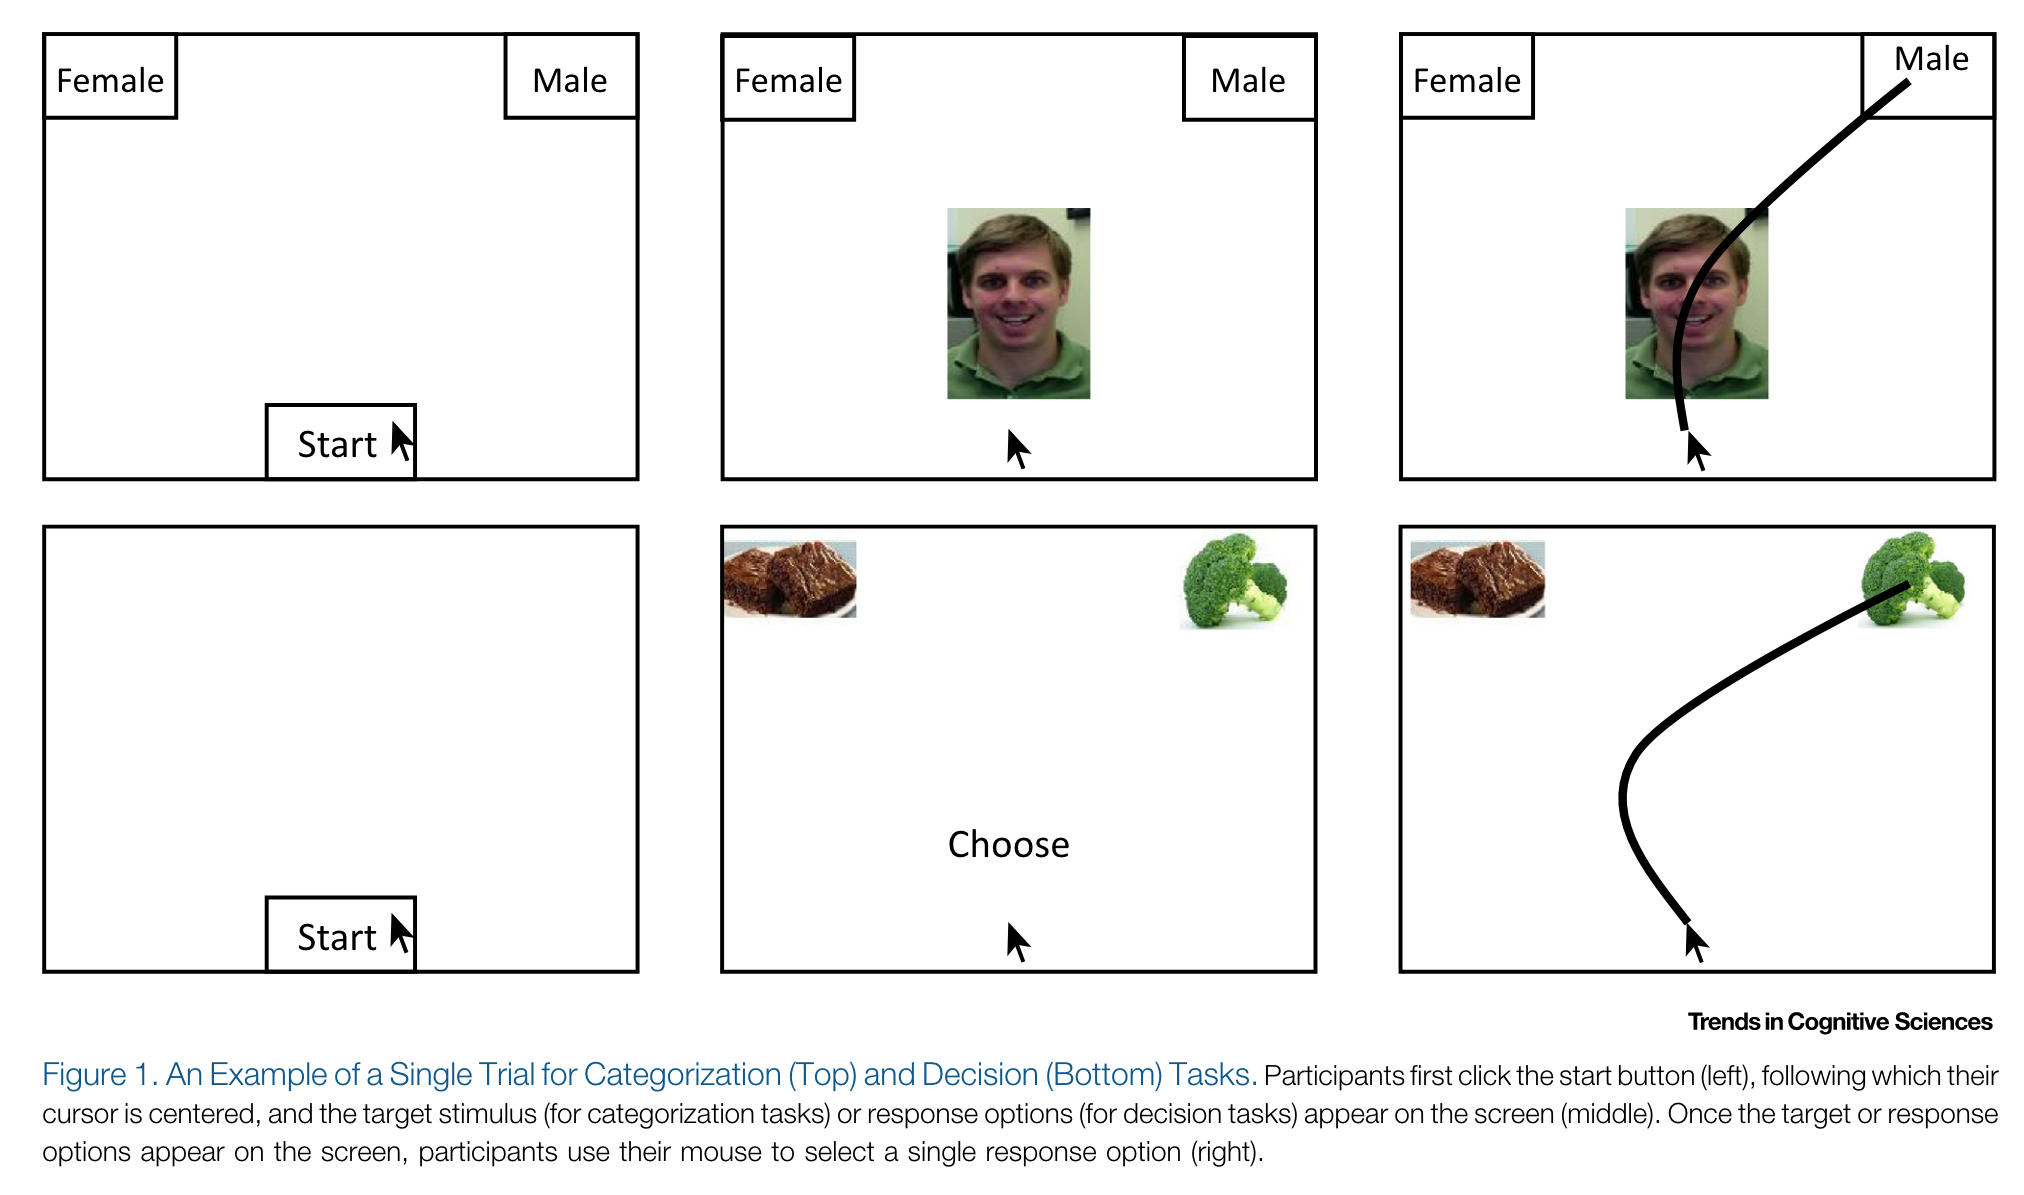 Female
Male
Start
Female
Male
Female
Male
Start
Choose
Trends in Cognitive Sciences
Figure 1. An Example of a Single Trial for Categorization (Top) and Decision (Bottom) Tasks. Participants first click the start button (left), following which their
cursor is centered, and the target stimulus (for categorization tasks) or response options (for decision tasks) appear on the screen (middle). Once the target or response
options appear on the screen, participants use their mouse to select a single response option (right).